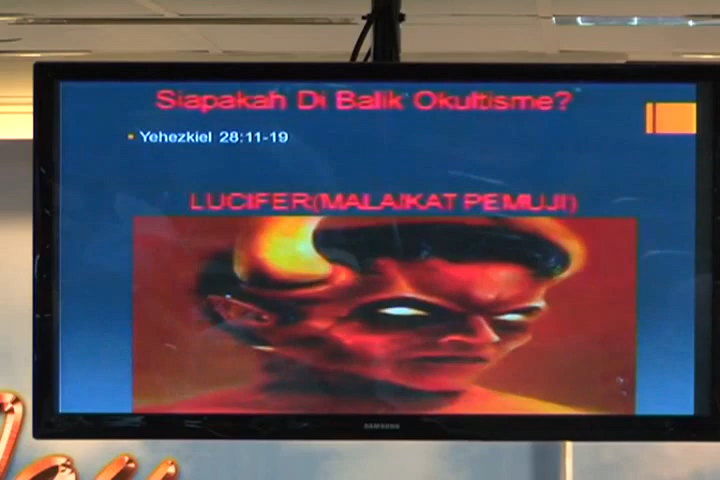 Siapakah Di Balik Okultisme?
Yehezkiel 28:11-19
LUCIFER(MALAIKAT PEMUJI)
SAMSUNG